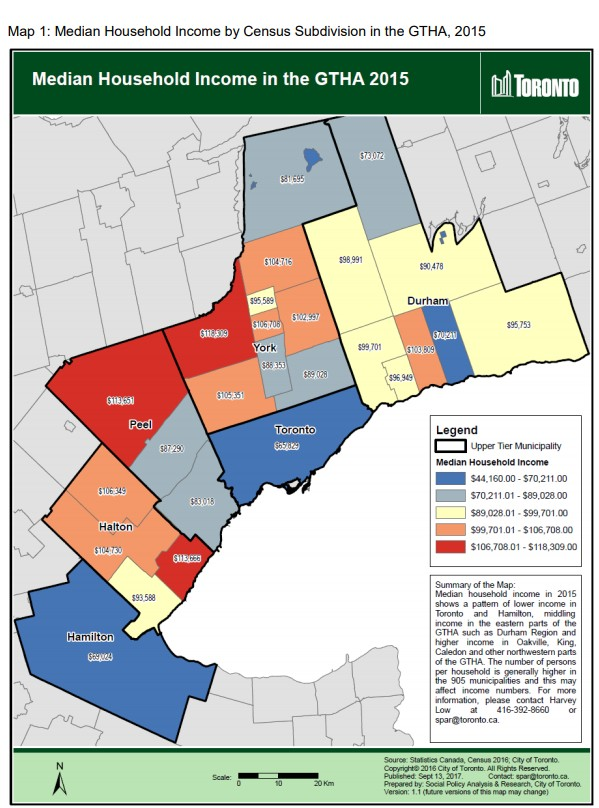 Map 1: Median Household Income by Census Subdivision in the GTHA, 2015
Median Household Income in the GTHA 2015
TORONTO
$73,072
$81,695
$98,991
$104,716
$90,478
$95,589
Durham
$102,997
$106,708
$95,753
$118,309
$70,211
York
$103,809
$99,701
$88,353
$89,028
$96,949
$105,351
Peel
Toronto
$87,290
$83,018
$106,349
Halton
$104,730
$93,588
Hamilton
Legend
Upper Tier Municipality
Median Household Income
$44,160.00 - $70,211.00
$70,211.01 - $89,028.00
$89,028.01 - $99,701.00
$99,701.01 - $106,708.00
$106,708.01 - $118,309.00
Summary of the Map:
Median household income in 2015
shows a pattern of lower income in
Toronto and Hamilton, middling
income in the eastern parts of the
GTHA such as Durham Region and
higher income in Oakville, King,
Caledon and other northwestern parts
of the GTHA. The number of persons
per household is generally higher in
the 905 municipalities and this may
affect income numbers. For more
information, please contact Harvey
Low at 416-392-8660 or
spar@toronto.ca.
N
Scale:
0 10 20 Km
Source: Statistics Canada, Census 2016; City of Toronto.
Copyright© 2016 City of Toronto. All Rights Reserved.
Published: Sept 13, 2017. Contact: spar@toronto.ca
Prepared by: Social Policy Analysis & Research, City of Toronto.
Version: 1.1 (future versions of this map may change)